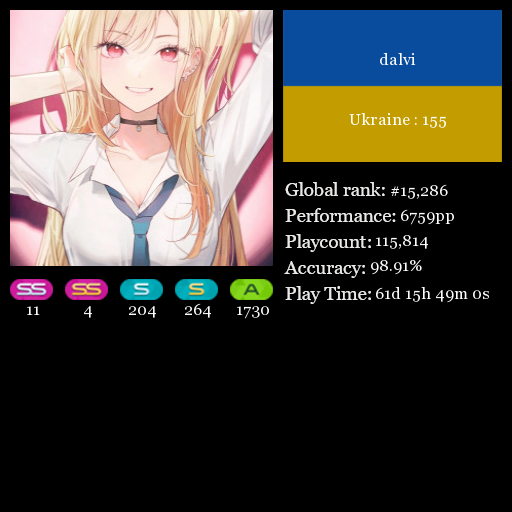 dalvi
Ukraine : 155
Global rank: #15,286
Performance: 6759pp
Playcount: 115,814
Accuracy: 98.91%
Play Time: 61d 15h 49m 0s
SS SS S S A
11 4 204 264 1730